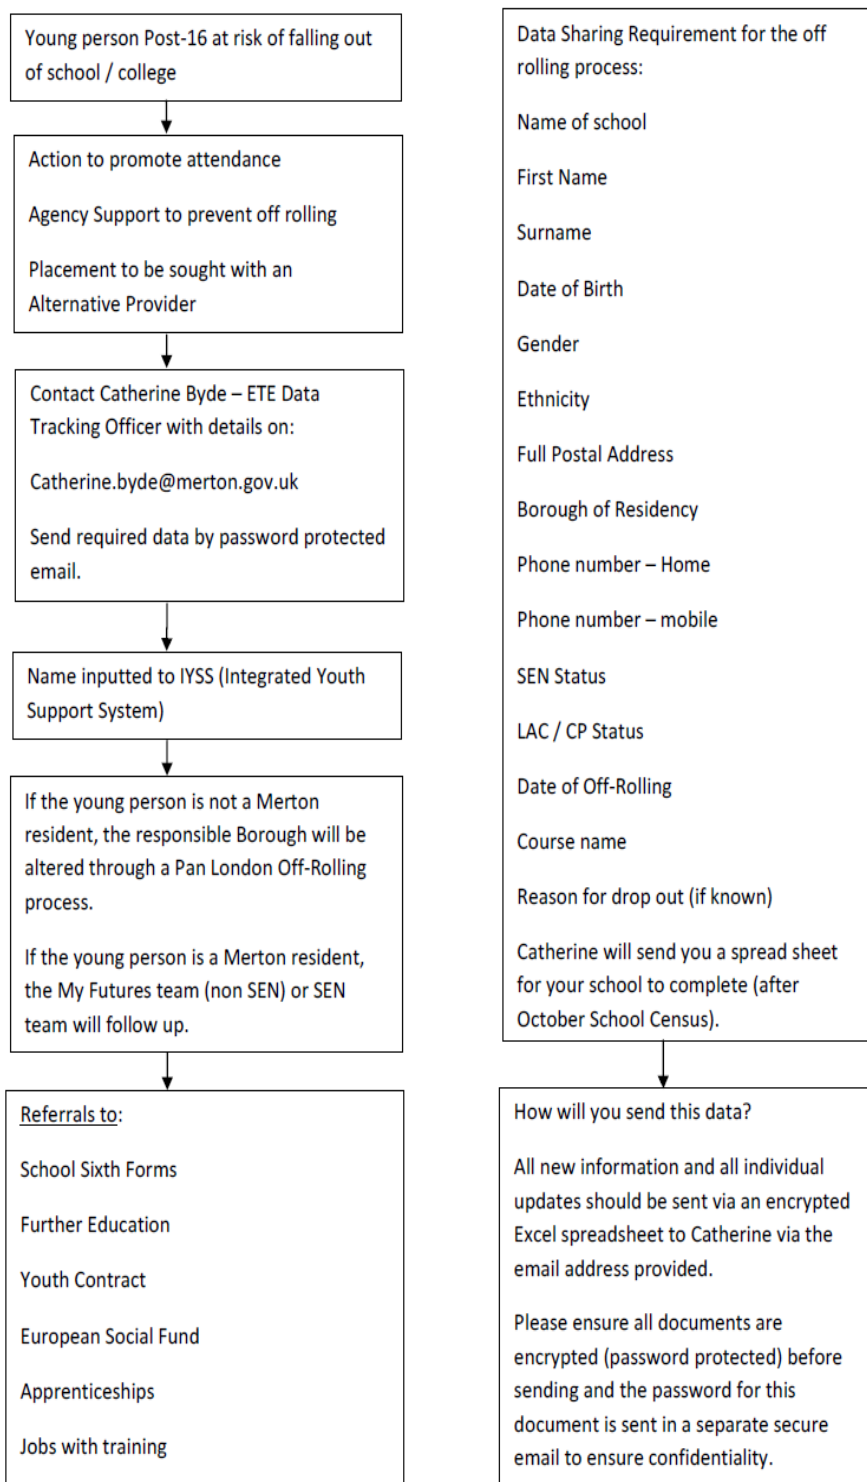 Young person Post-16 at risk of falling out
of school / college
Action to promote attendance
Agency Support to prevent off rolling
Placement to be sought with an
Alternative Provider
Contact Catherine Byde – ETE Data
Tracking Officer with details on:
Catherine.byde@merton.gov.uk
Send required data by password protected
email.
Name inputted to IYSS (Integrated Youth
Support System)
If the young person is not a Merton
resident, the responsible Borough will be
altered through a Pan London Off-Rolling
process.
If the young person is a Merton resident,
the My Futures team (non SEN) or SEN
team will follow up.
Referrals to:
School Sixth Forms
Further Education
Youth Contract
European Social Fund
Apprenticeships
Jobs with training
Data Sharing Requirement for the off
rolling process:
Name of school
First Name
Surname
Date of Birth
Gender
Ethnicity
Full Postal Address
Borough of Residency
Phone number – Home
Phone number – mobile
SEN Status
LAC / CP Status
Date of Off-Rolling
Course name
Reason for drop out (if known)
Catherine will send you a spread sheet
for your school to complete (after
October School Census).
How will you send this data?
All new information and all individual
updates should be sent via an encrypted
Excel spreadsheet to Catherine via the
email address provided.
Please ensure all documents are
encrypted (password protected) before
sending and the password for this
document is sent in a separate secure
email to ensure confidentiality.